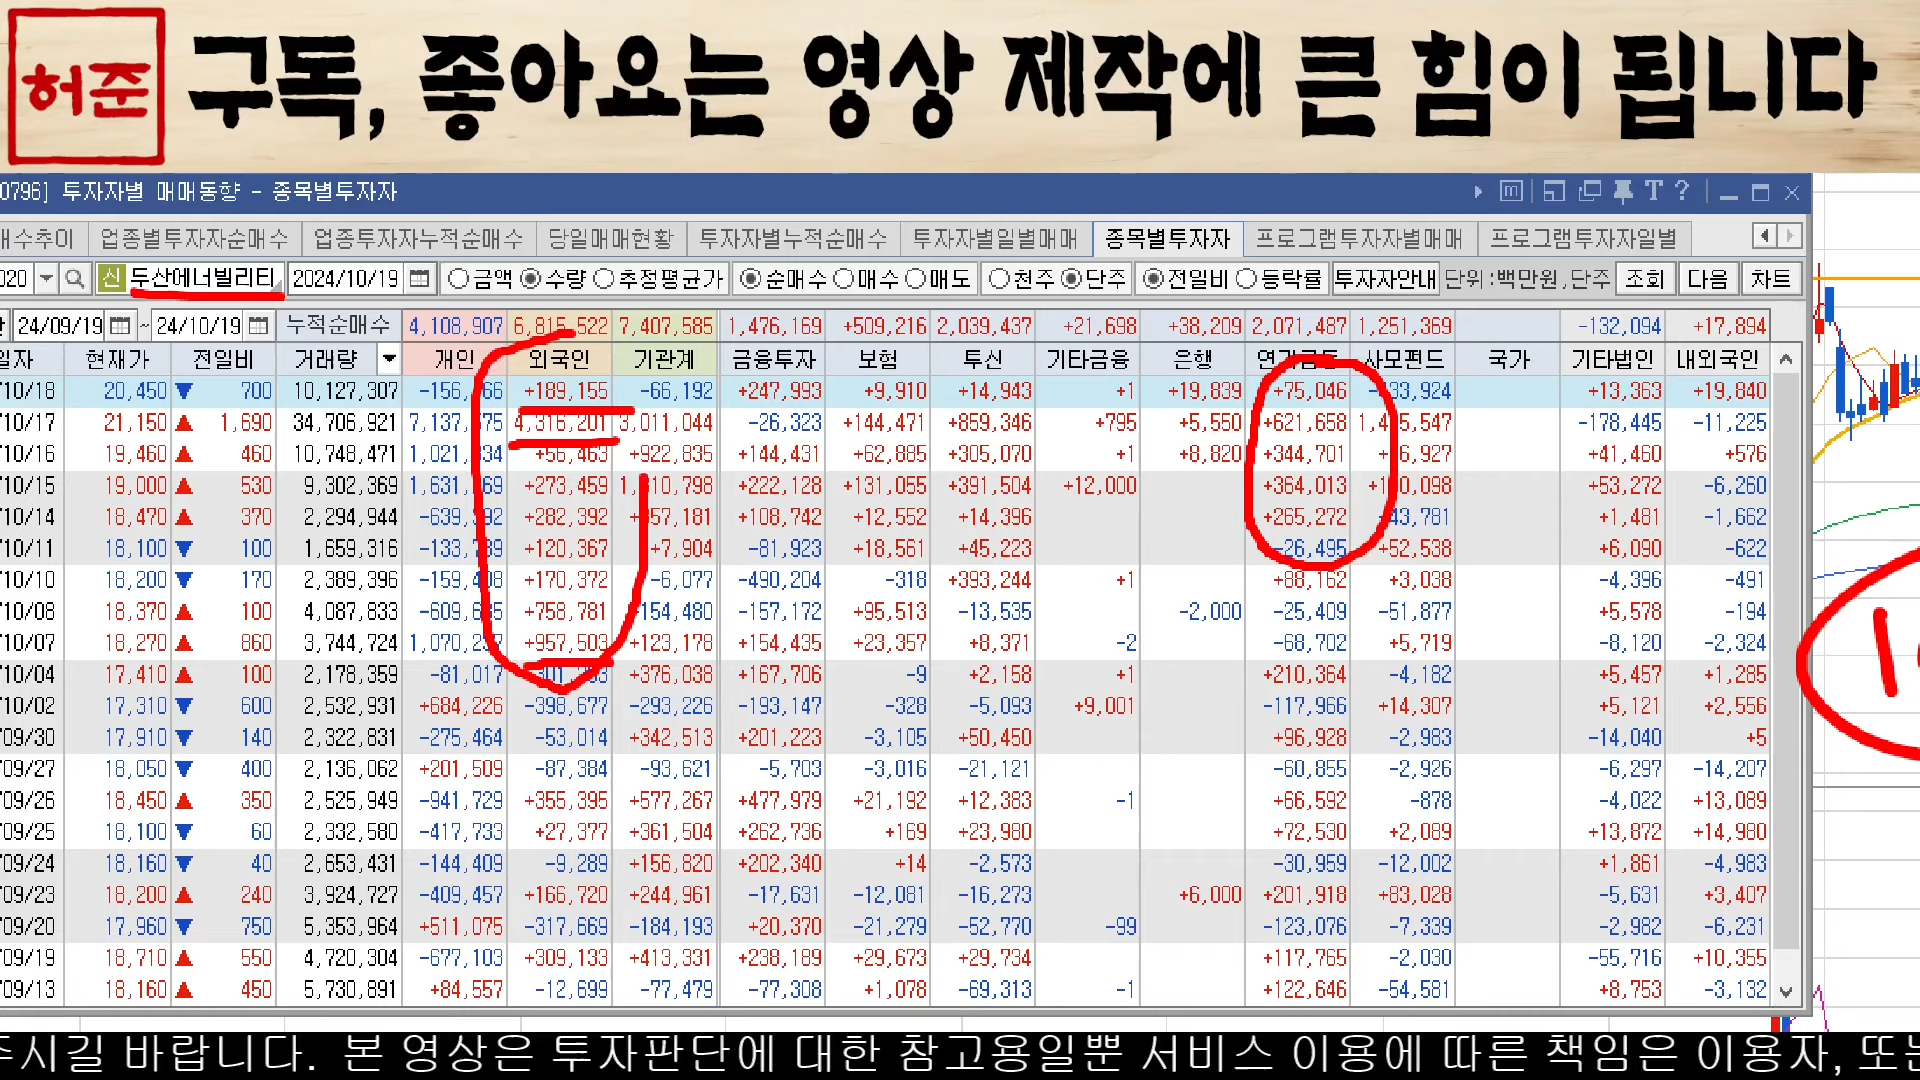 허준 구독, 좋아요는 영상 제작에 큰 힘이 됩니다
0796] 투자자별 매매동향 - 종목별투자자
업종별투자자순매수 업종투자자누적순매수 당일매매현황 투자자별누적순매수 투자자별일별매매 종목별투자자 프로그램투자자별매매 프로그램투자자일별
020 신 두산에너빌리티 2024/10/19 금액 수량 추정평균가 순매수 매수 매도 천주 단주 전일비 등락률 투자자안내 단위:백만원,단주 조회 다음 차트
24/09/19 ~ 24/10/19 누적순매수 4,108,907 6,815,522 7,407,585 1,476,169 +509,216 2,039,437 +21,698 +38,209 2,071,487 1,251,369 -132,094 +17,894
일자 현재가 전일비 거래량 개인 외국인 기관계 금융투자 보험 투신 기타금융 은행 사모펀드 국가 기타법인 내외국인
10/18 20,450 ▼ 700 10,127,307 +189,155 -66,192 +247,993 +9,910 +14,943 +1 +19,839 +75,046 +13,363 +19,840
10/17 21,150 ▲ 1,690 34,706,921 4,316,201 3,011,044 -26,323 +144,471 +859,346 +795 +5,550 +621,658 -178,445 -11,225
10/16 19,460 ▲ 460 10,748,471 +56,463 +922,835 +144,431 +62,885 +305,070 +1 +8,820 +344,701 +41,460 +576
10/15 19,000 ▲ 530 9,302,369 +273,459 +222,128 +131,055 +391,504 +12,000 +364,013 +53,272 -6,260
10/14 18,470 ▲ 370 2,294,944 +282,392 +108,742 +12,552 +14,396 +265,272 +1,481 -1,662
10/11 18,100 ▼ 100 1,659,316 +120,367 +7,904 -81,923 +18,561 +45,223 -26,495 +52,538 +6,090 -622
10/10 18,200 ▼ 170 2,389,396 +170,372 -6,077 -490,204 -318 +393,244 +1 +88,162 +3,038 -4,396 -491
10/08 18,370 ▲ 100 4,087,833 +758,781 -154,480 -157,172 +95,513 -13,535 -2,000 -25,409 -51,877 +5,578 -194
10/07 18,270 ▲ 860 3,744,724 +957,503 +123,178 +154,435 +23,357 +8,371 -2 -68,702 +5,719 -8,120 -2,324
10/04 17,410 ▲ 100 2,178,359 -81,017 +376,038 +167,706 -9 +2,158 +1 +210,364 -4,182 +5,457 +1,285
10/02 17,310 ▼ 600 2,532,931 +684,226 -398,677 -293,226 -193,147 -328 -5,093 +9,001 -117,966 +14,307 +5,121 +2,556
09/30 17,910 ▼ 140 2,322,831 -275,464 -53,014 +342,513 +201,223 -3,105 +50,450 +96,928 -2,983 -14,040 +5
09/27 18,050 ▼ 400 2,136,062 +201,509 -87,384 -93,621 -5,703 -3,016 -21,121 -60,855 -2,926 -6,297 -14,207
09/26 18,450 ▲ 350 2,525,949 -941,729 +355,395 +577,267 +477,979 +21,192 +12,383 -1 +66,592 -878 -4,022 +13,089
09/25 18,100 ▼ 60 2,332,580 -417,733 +27,377 +361,504 +262,736 +169 +23,980 +72,530 +2,089 +13,872 +14,980
09/24 18,160 ▼ 40 2,653,431 -144,409 -9,289 +156,820 +202,340 +14 -2,573 -30,959 -12,002 +1,861 -4,983
09/23 18,200 ▲ 240 3,924,727 -409,457 +166,720 +244,961 -17,631 -12,081 -16,273 +6,000 +201,918 +83,028 -5,631 +3,407
09/20 17,960 ▼ 750 5,353,964 +511,075 -317,669 -184,193 +20,370 -21,279 -52,770 -99 -123,076 -7,339 -2,982 -6,231
09/19 18,710 ▲ 550 4,720,304 -677,103 +309,133 +413,331 +238,189 +29,673 +29,734 +117,765 -2,030 -55,716 +10,355
09/13 18,160 ▲ 450 5,730,891 +84,557 -12,699 -77,479 -77,308 +1,078 -69,313 -1 +122,646 -54,581 +8,753 -3,132
주시길 바랍니다. 본 영상은 투자판단에 대한 참고용일뿐 서비스 이용에 따른 책임은 이용자, 또는